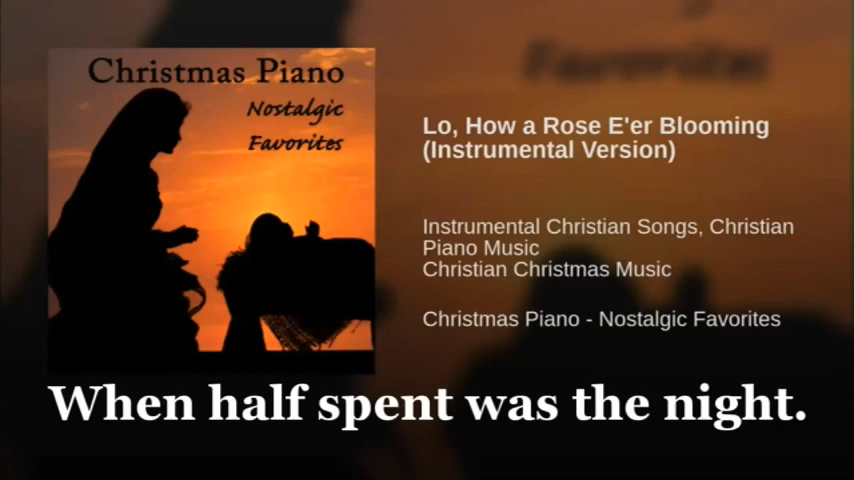 Christmas Piano
Nostalgic
Favorites
Favorites
Lo, How a Rose E'er Blooming
(Instrumental Version)
Instrumental Christian Songs, Christian
Piano Music
Christian Christmas Music
Christmas Piano - Nostalgic Favorites
When half spent was the night.